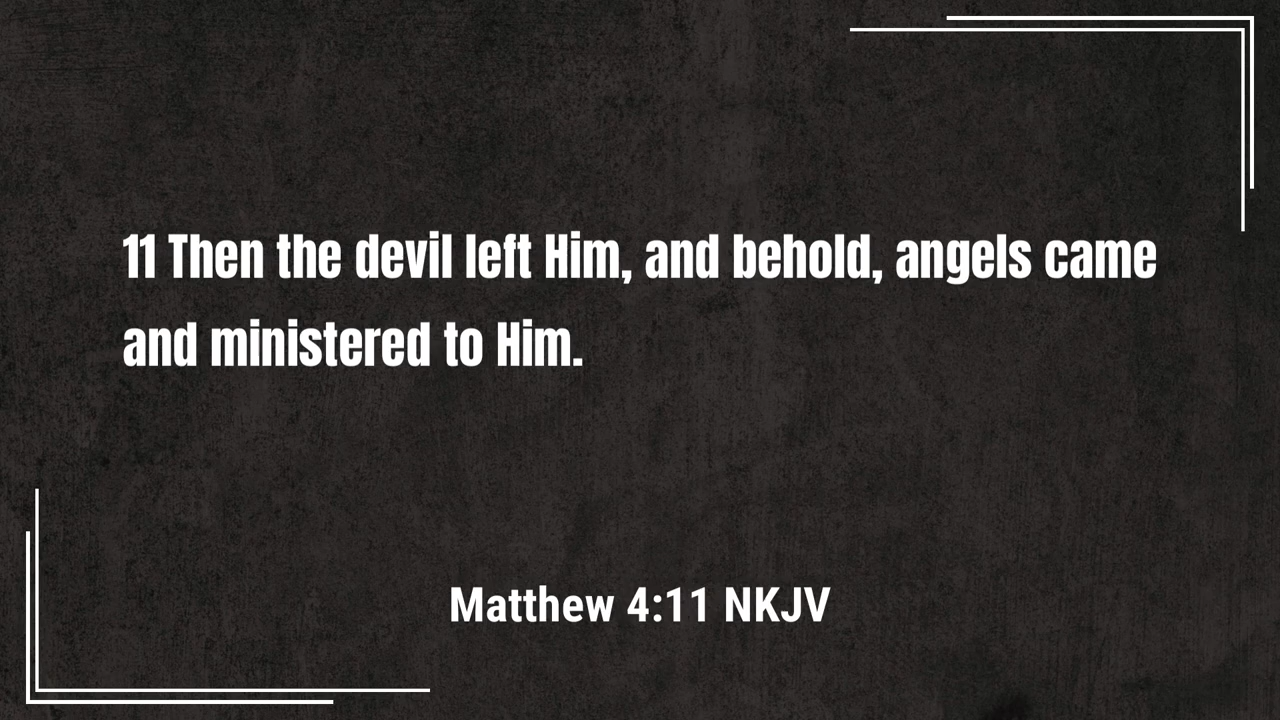 11 Then the devil left Him, and behold, angels came
and ministered to Him.
Matthew 4:11 NKJV